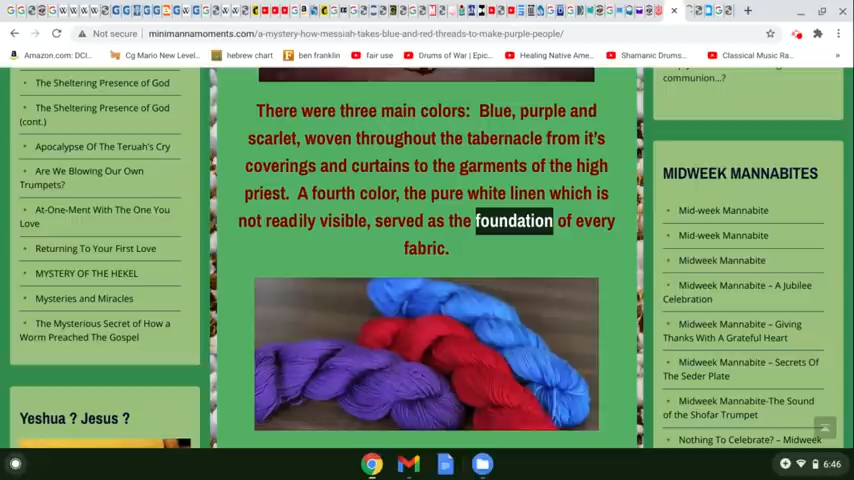 Not secure
minimannamoments.com/a-mystery-how-messiah-takes-blue-and-red-threads-to-make-purple-people/
Amazon.com: DCI...
Cg Mario New Level...
hebrew chart
ben franklin
fair use
Drums of War | Epic...
Healing Native Ame...
Shamanic Drums...
Classical Music Ra...
The Sheltering Presence of God
The Sheltering Presence of God
(cont.)
Apocalypse Of The Teruah's Cry
Are We Blowing Our Own
Trumpets?
At-One-Ment With The One You
Love
Returning To Your First Love
MYSTERY OF THE HEKEL
Mysteries and Miracles
The Mysterious Secret of How a
Worm Preached The Gospel
Yeshua ? Jesus ?
There were three main colors: Blue, purple and
scarlet, woven throughout the tabernacle from it's
coverings and curtains to the garments of the high
priest. A fourth color, the pure white linen which is
not readily visible, served as the foundation of every
fabric.
communion...?
MIDWEEK MANNABITES
Mid-week Mannabite
Mid-week Mannabite
Midweek Mannabite
Midweek Mannabite – A Jubilee
Celebration
Midweek Mannabite – Giving
Thanks With A Grateful Heart
Midweek Mannabite – Secrets Of
The Seder Plate
Midweek Mannabite-The Sound
of the Shofar Trumpet
Nothing To Celebrate? – Midweek
6:46